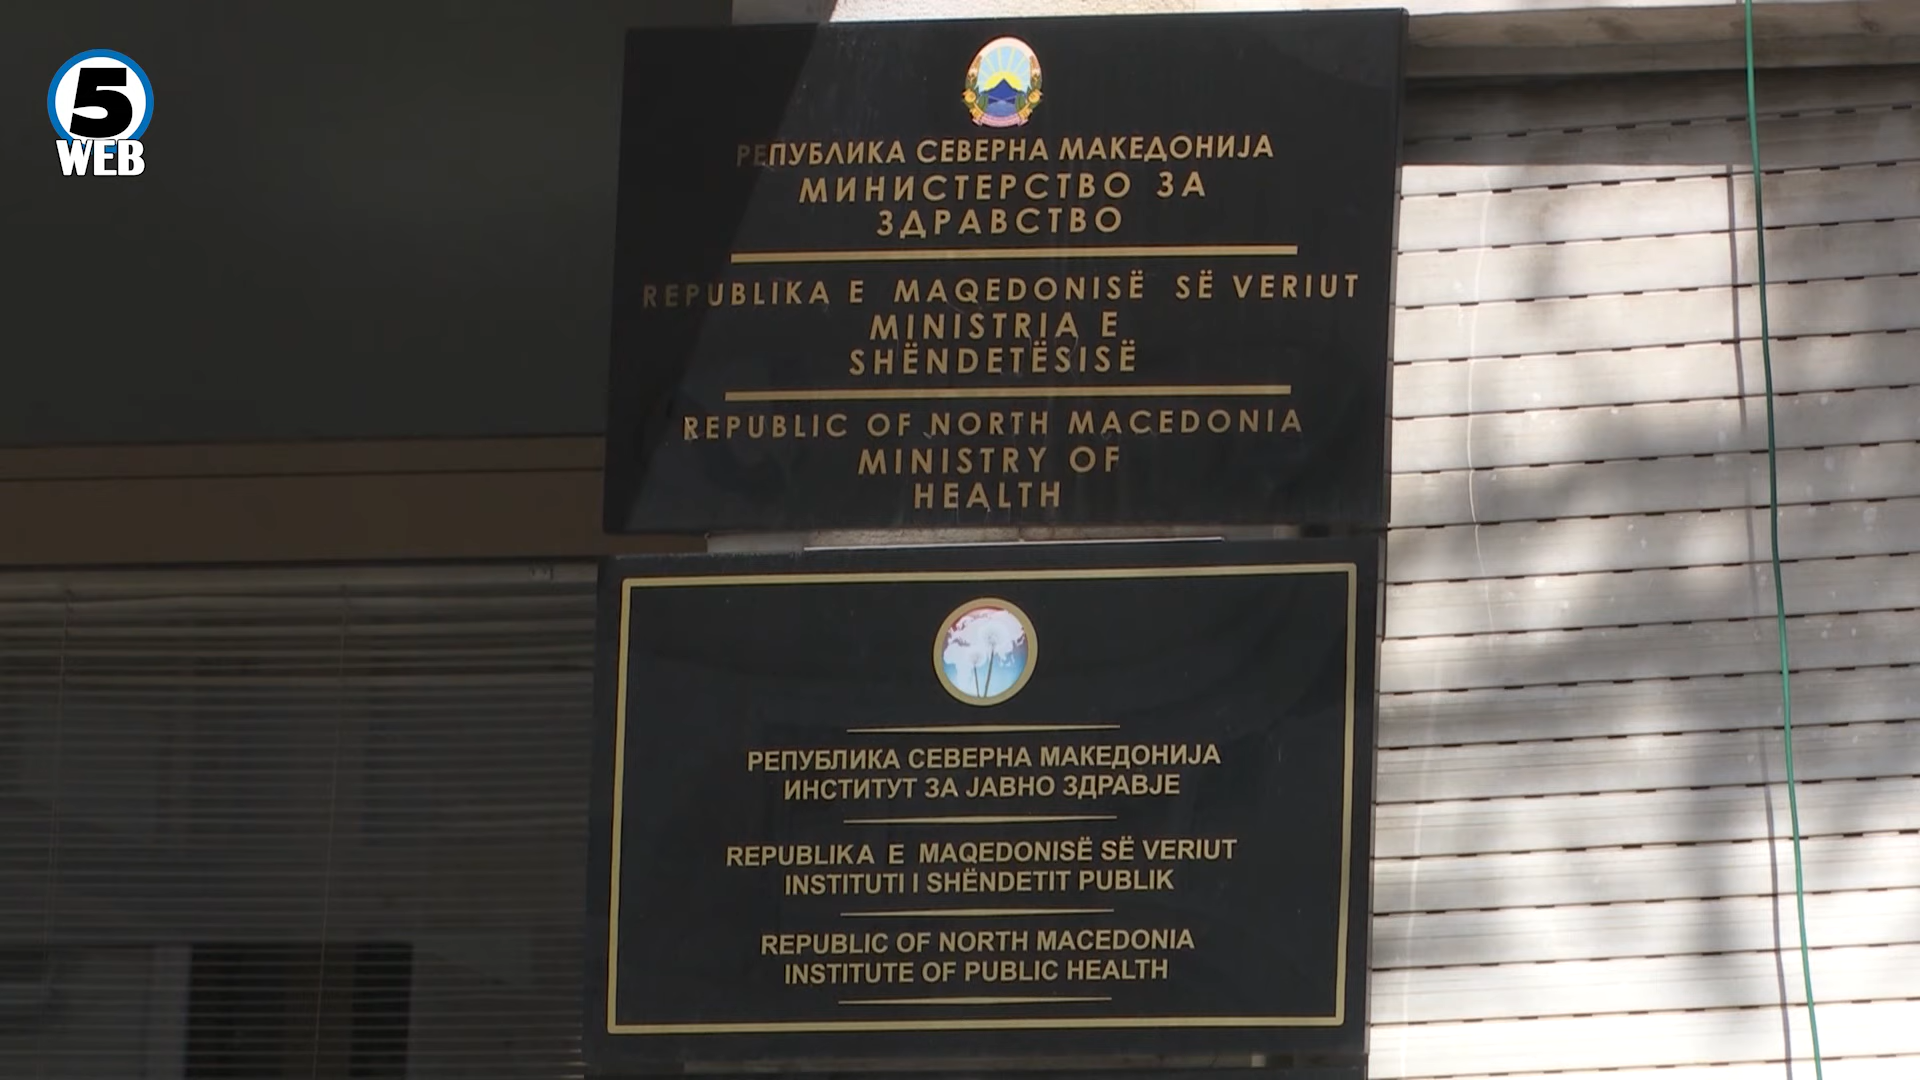 5
WEB
РЕПУБЛИКА СЕВЕРНА МАКЕДОНИЈА
МИНИСТЕРСТВО ЗА
ЗДРАВСТВО
REPUBLIKA E MAQEDONISË SË VERIUT
MINISTRIA E
SHËNDETËSISË
REPUBLIC OF NORTH MACEDONIA
MINISTRY OF
HEALTH
РЕПУБЛИКА СЕВЕРНА МАКЕДОНИЈА
ИНСТИТУТ ЗА ЈАВНО ЗДРАВЈЕ
REPUBLIKA E MAQEDONISË SË VERIUT
INSTITUTI I SHËNDETIT PUBLIK
REPUBLIC OF NORTH MACEDONIA
INSTITUTE OF PUBLIC HEALTH